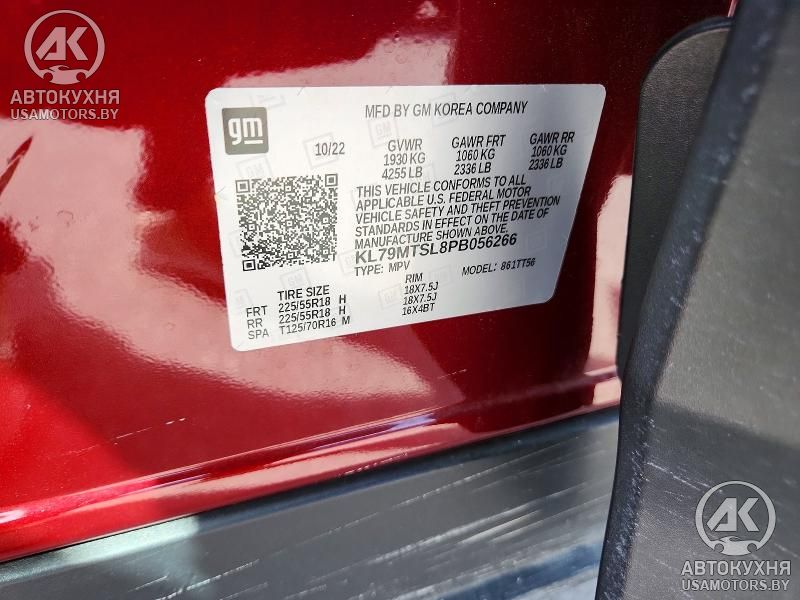 AK
АВТОКУХНЯ
USAMOTORS.BY
gm
MFD BY GM KOREA COMPANY
10/22 GVWR GAWR FRT GAWR RR
1930 KG 1060 KG 1060 KG
4255 LB 2336 LB 2336 LB
THIS VEHICLE CONFORMS TO ALL
APPLICABLE U.S. FEDERAL MOTOR
VEHICLE SAFETY AND THEFT PREVENTION
STANDARDS IN EFFECT ON THE DATE OF
MANUFACTURE SHOWN ABOVE.
KL79MTSL8PB056266
TYPE: MPV MODEL: 861TT56
TIRE SIZE RIM
FRT 225/55R18 H 18X7.5J
RR 225/55R18 H 18X7.5J
SPA T125/70R16 M 16X4BT
AK
АВТОКУХНЯ
USAMOTORS.BY